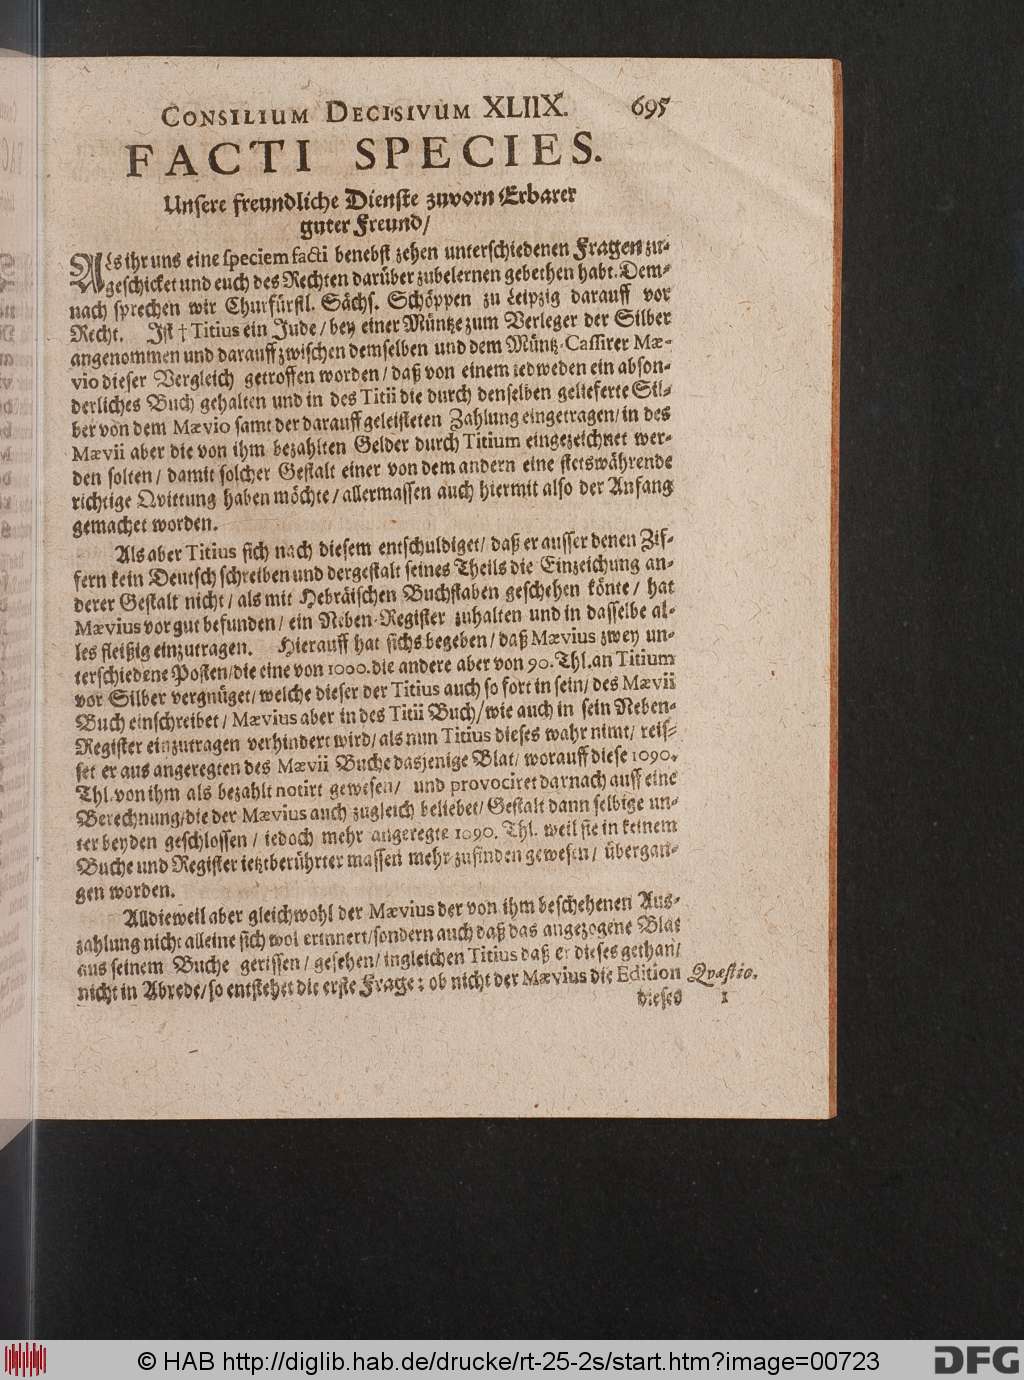 CONSILIUM DECISIVUM XLIIX. 695
FACTI SPECIES.
Unsere freundliche Dienste zuvorn Erbarer
guter Freund/
Als ihr uns eine speciem facti benebst zehen unterschiedenen Fragen zu-
geschicket und euch des Rechten darüber zubelernen gebethen habt. Dem-
nach sprechen wir Churfürstl. Sächs. Schöppen zu Leipzig darauff vor
Recht. Ist † Titius ein Jude/ bey einer Müntze zum Verleger der Silber
angenommen und darauff zwischen demselben und dem Müntz-Cassirer Mæ-
vio dieser Vergleich getroffen worden/ daß von einem iedweden ein abson-
derliches Buch gehalten und in des Titii die durch denselben gelieferte Sil-
ber von dem Mævio samt der darauff geleisteten Zahlung eingetragen/ in des
Mævii aber die von ihm bezahlten Gelder durch Titium eingezeichnet wer-
den solten/ damit solcher Gestalt einer von dem andern eine stetswährende
richtige Qvittung haben möchte/ allermassen auch hiermit also der Anfang
gemachet worden.
Als aber Titius sich nach diesem entschuldiget/ daß er ausser denen Zif-
fern kein Deutsch schreiben und dergestalt seines Theils die Einzeichung an-
derer Gestalt nicht/ als mit Hebräischen Buchstaben geschehen könte/ hat
Mævius vor gut befunden/ ein Neben-Register zuhalten und in dasselbe al-
les fleißig einzutragen. Hierauff hat sichs begeben/ daß Mævius zwey un-
terschiedene Posten/ die eine von 1000. die andere aber von 90. Thl. an Titium
vor Silber vergnüget/ welche dieser der Titius auch so fort in sein/ des Mævii
Buch einschreibet/ Mævius aber in des Titii Buch/ wie auch in sein Neben-
Register einzutragen verhindert wird/ als nun Titius dieses wahr nimt/ reis-
set er aus angeregten des Mævii Buche dasjenige Blat/ worauff diese 1090.
Thl. von ihm als bezahlt notirt gewesen/ und provociret darnach auff eine
Berechnung/ die der Mævius auch zugleich beliebet/ Gestalt dann selbige un-
ter beyden geschlossen/ iedoch mehr angeregte 1090. Thl. weil sie in keinem
Buche und Register ietztberührter massen mehr zufinden gewesen/ übergan-
gen worden.
Alldieweil aber gleichwohl der Mævius der von ihm beschehenen Aus-
zahlung nicht alleine sich wol erinnert/ sondern auch daß das angezogene Blat
aus seinem Buche gerissen/ gesehen/ ingleichen Titius daß er dieses gethan/
nicht in Abrede/ so entstehet die erste Frage: ob nicht der Mævius die Edition Qvæstio.
dieses 1
© HAB http://diglib.hab.de/drucke/rt-25-2s/start.htm?image=00723 DFG